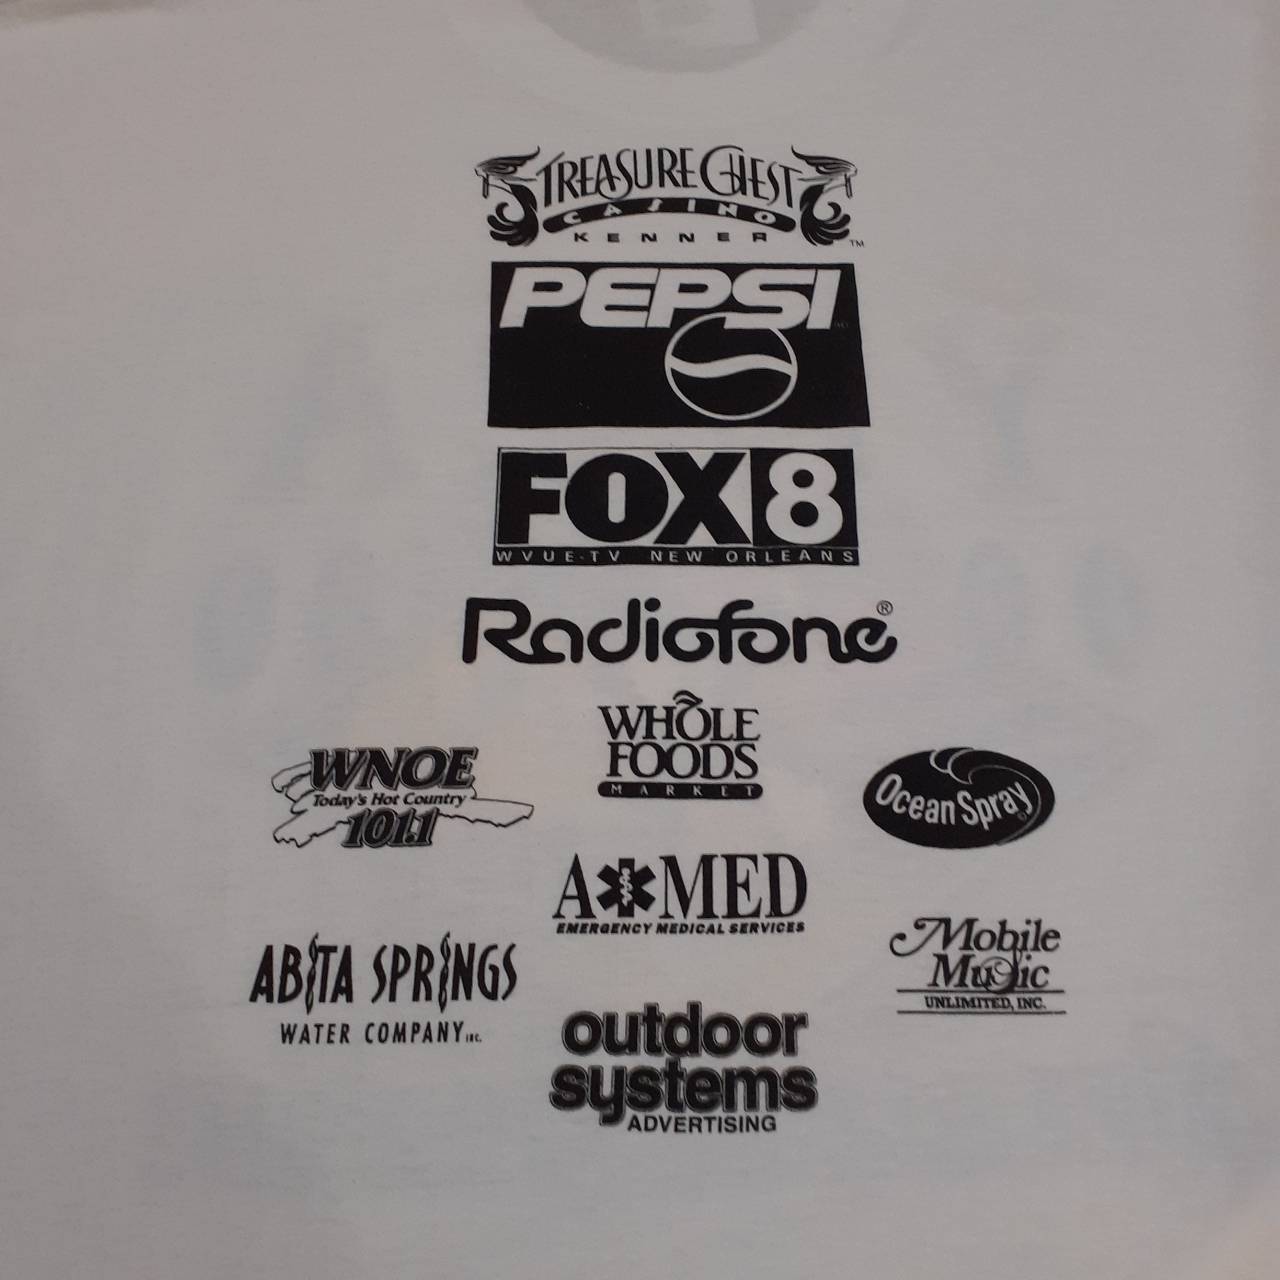 TREASURE CHEST
CASINO
KENNER
TM
PEPSI
FOX 8
WVUE-TV NEW ORLEANS
Radiofone®
WHOLE
FOODS
MARKET
WNOE
Today's Hot Country
101.1
Ocean Spray
A MED
EMERGENCY MEDICAL SERVICES
ABITA SPRINGS
WATER COMPANY INC.
Mobile
Music
UNLIMITED, INC.
outdoor
systems
ADVERTISING